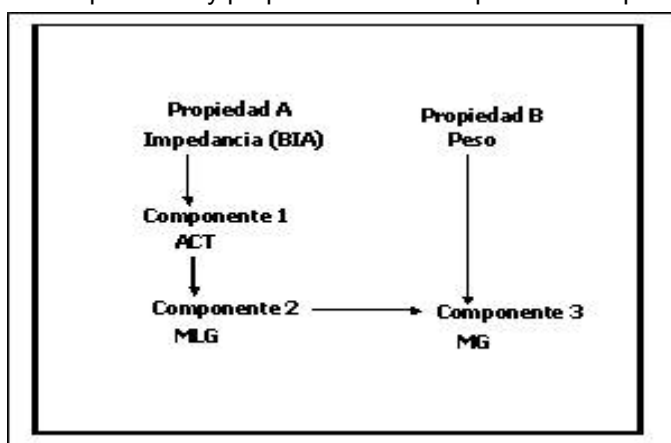 Propiedad A
Impedancia (BIA)
Propiedad B
Peso
Componente 1
ACT
Componente 2
MLG
Componente 3
MG